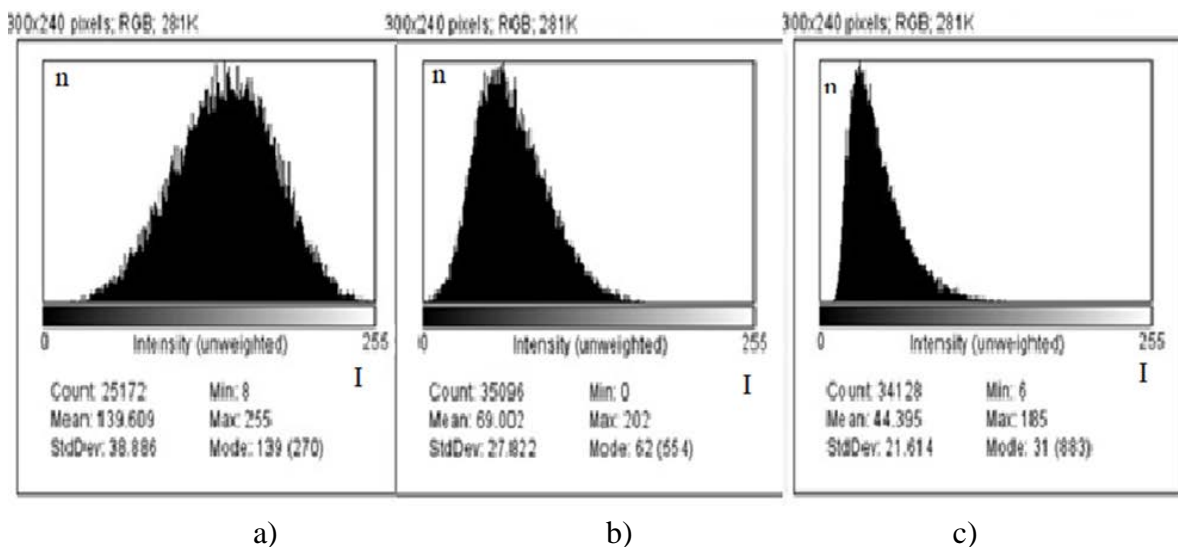 300x240 pixels; RGB; 281K
n
0 255
Intensity (unweighted)
I
Count: 25172 Min: 8
Mean: 139.609 Max: 255
StdDev: 38.886 Mode: 139 (270)
a)
300x240 pixels; RGB; 281K
n
0 255
Intensity (unweighted)
I
Count: 35096 Min: 0
Mean: 69.002 Max: 202
StdDev: 27.822 Mode: 62 (554)
b)
300x240 pixels; RGB; 281K
n
0 255
Intensity (unweighted)
I
Count: 34128 Min: 6
Mean: 44.395 Max: 185
StdDev: 21.614 Mode: 31 (883)
c)